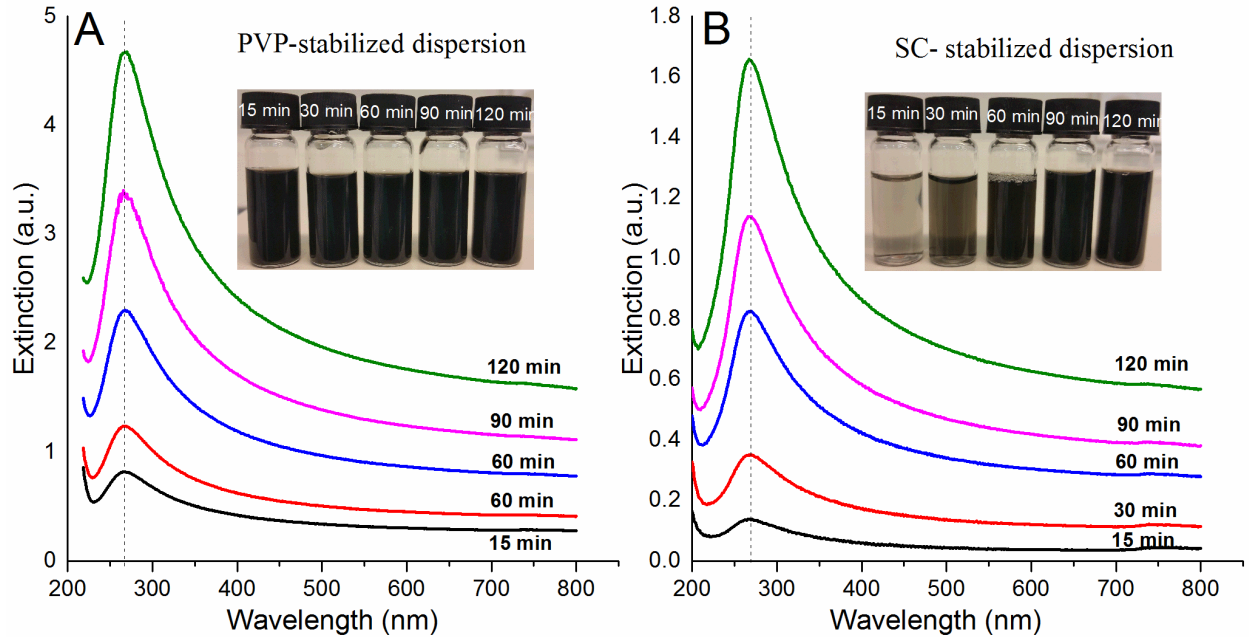 A
PVP-stabilized dispersion
15 min 30 min 60 min 90 min 120 min
Extinction (a.u.)
5
4
3
2
1
0
120 min
90 min
60 min
60 min
15 min
200 300 400 500 600 700 800
Wavelength (nm)
B
SC- stabilized dispersion
15 min 30 min 60 min 90 min 120 min
Extinction (a.u.)
1.8
1.6
1.4
1.2
1.0
0.8
0.6
0.4
0.2
0.0
120 min
90 min
60 min
30 min
15 min
200 300 400 500 600 700 800
Wavelength (nm)